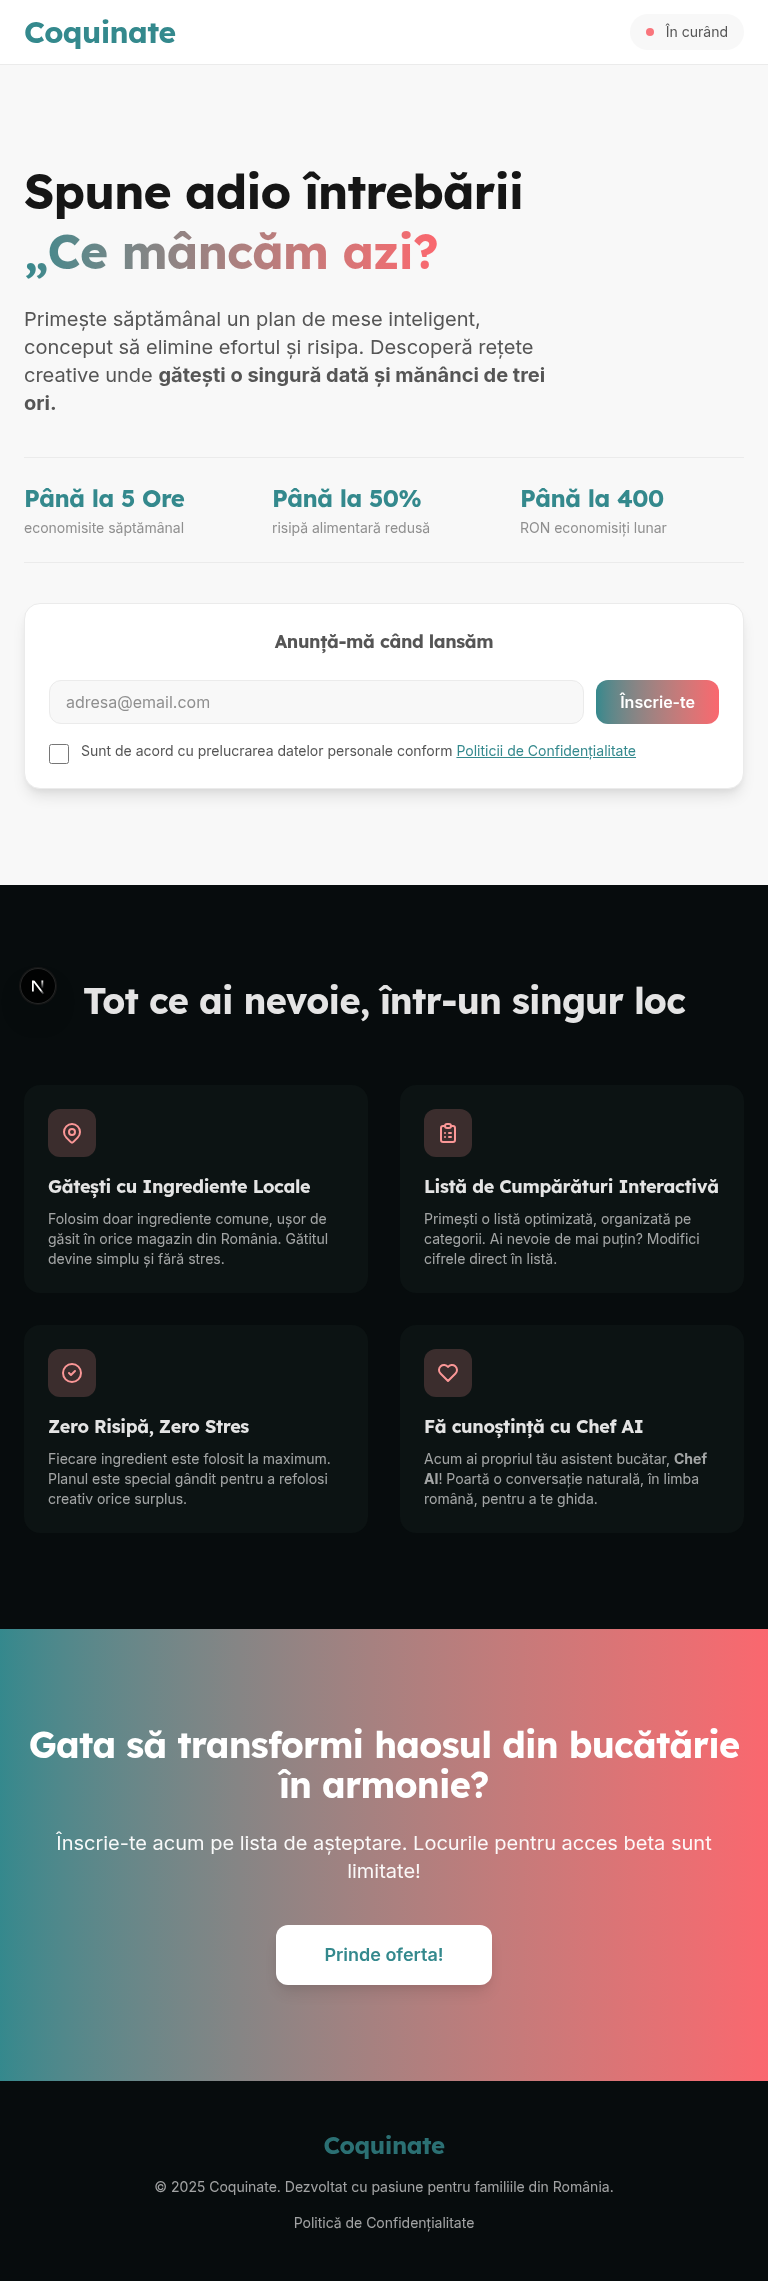 Coquinate
În curând
Spune adio întrebării
„Ce mâncăm azi?
Primește săptămânal un plan de mese inteligent,
conceput să elimine efortul și risipa. Descoperă rețete
creative unde gătești o singură dată și mănânci de trei
ori.
Până la 5 Ore
economisite săptămânal
Până la 50%
risipă alimentară redusă
Până la 400
RON economisiți lunar
Anunță-mă când lansăm
adresa@email.com
Înscrie-te
Sunt de acord cu prelucrarea datelor personale conform Politicii de Confidențialitate
N
Tot ce ai nevoie, într-un singur loc
Gătești cu Ingrediente Locale
Folosim doar ingrediente comune, ușor de
găsit în orice magazin din România. Gătitul
devine simplu și fără stres.
Listă de Cumpărături Interactivă
Primești o listă optimizată, organizată pe
categorii. Ai nevoie de mai puțin? Modifici
cifrele direct în listă.
Zero Risipă, Zero Stres
Fiecare ingredient este folosit la maximum.
Planul este special gândit pentru a refolosi
creativ orice surplus.
Fă cunoștință cu Chef AI
Acum ai propriul tău asistent bucătar, Chef
AI! Poartă o conversație naturală, în limba
română, pentru a te ghida.
Gata să transformi haosul din bucătărie
în armonie?
Înscrie-te acum pe lista de așteptare. Locurile pentru acces beta sunt
limitate!
Prinde oferta!
Coquinate
© 2025 Coquinate. Dezvoltat cu pasiune pentru familiile din România.
Politică de Confidențialitate